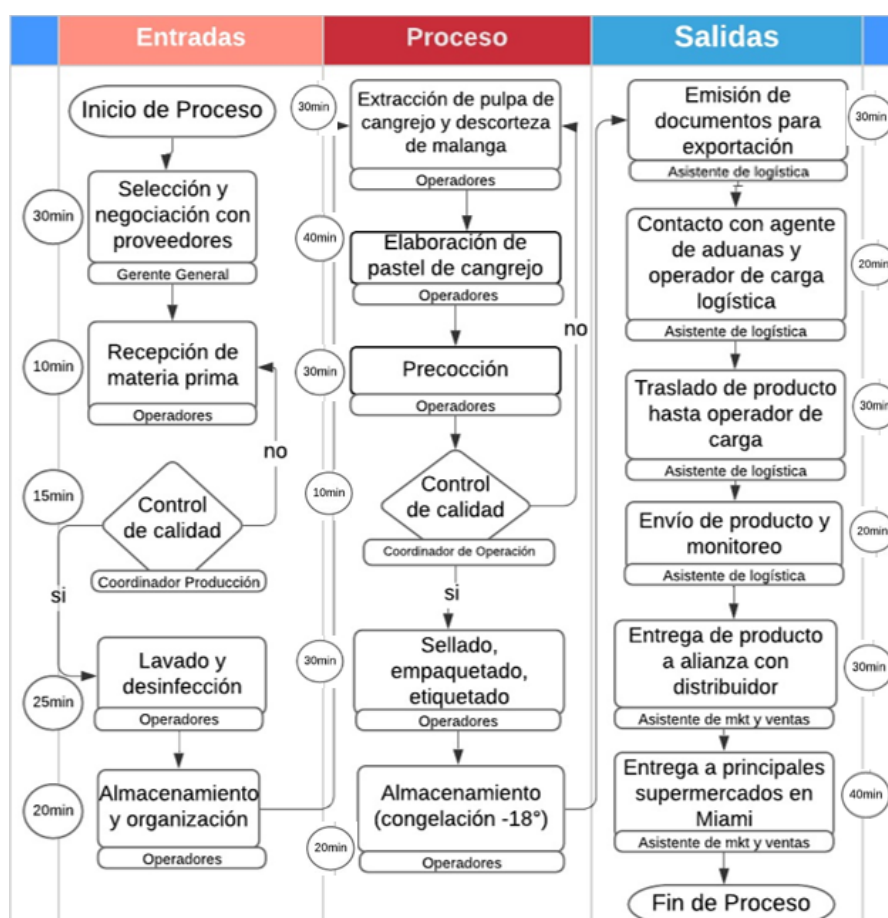 Entradas
Inicio de Proceso
30min
Selección y
negociación con
proveedores
Gerente General
10min
Recepción de
materia prima
Operadores
no
15min
Control
de calidad
Coordinador Producción
si
25min
Lavado y
desinfección
Operadores
20min
Almacenamiento
y organización
Operadores
Proceso
30min
Extracción de pulpa de
cangrejo y descorteza
de malanga
Operadores
40min
Elaboración de
pastel de cangrejo
Operadores
no
30min
Precocción
Operadores
10min
Control
de calidad
Coordinador de Operación
si
30min
Sellado,
empaquetado,
etiquetado
Operadores
20min
Almacenamiento
(congelación -18°)
Operadores
Salidas
Emisión de
documentos para
exportación
30min
Asistente de logística
Contacto con agente
de aduanas y
operador de carga
logística
20min
Asistente de logística
Traslado de producto
hasta operador de
carga
30min
Asistente de logística
Envío de producto y
monitoreo
20min
Asistente de logística
Entrega de producto
a alianza con
distribuidor
30min
Asistente de mkt y ventas
Entrega a principales
supermercados en
Miami
40min
Asistente de mkt y ventas
Fin de Proceso